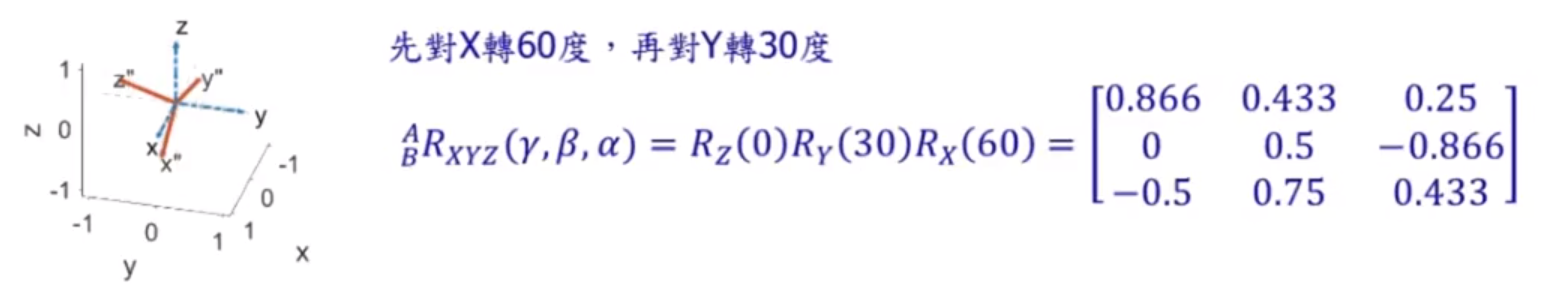 先對X轉60度，再對Y轉30度
$^A_BR_{XYZ}(\gamma, \beta, \alpha) = R_Z(0)R_Y(30)R_X(60) = \begin{bmatrix} 0.866 & 0.433 & 0.25 \\ 0 & 0.5 & -0.866 \\ -0.5 & 0.75 & 0.433 \end{bmatrix}$
z
z" y"
1
y
z 0
x x"
-1
-1
0
-1 0 1 1
x
y